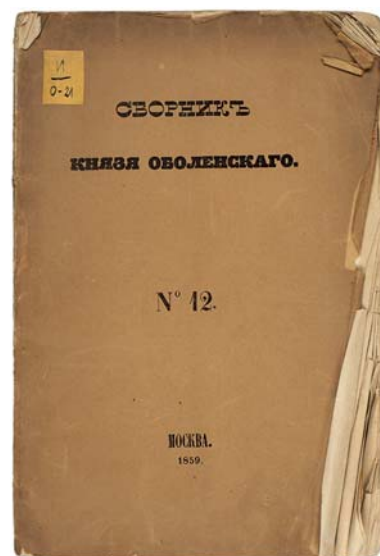 И
0-21
СБОРНИКЪ
КНЯЗЯ ОБОЛЕНСКАГО.
№ 12.
МОСКВА.
1859.